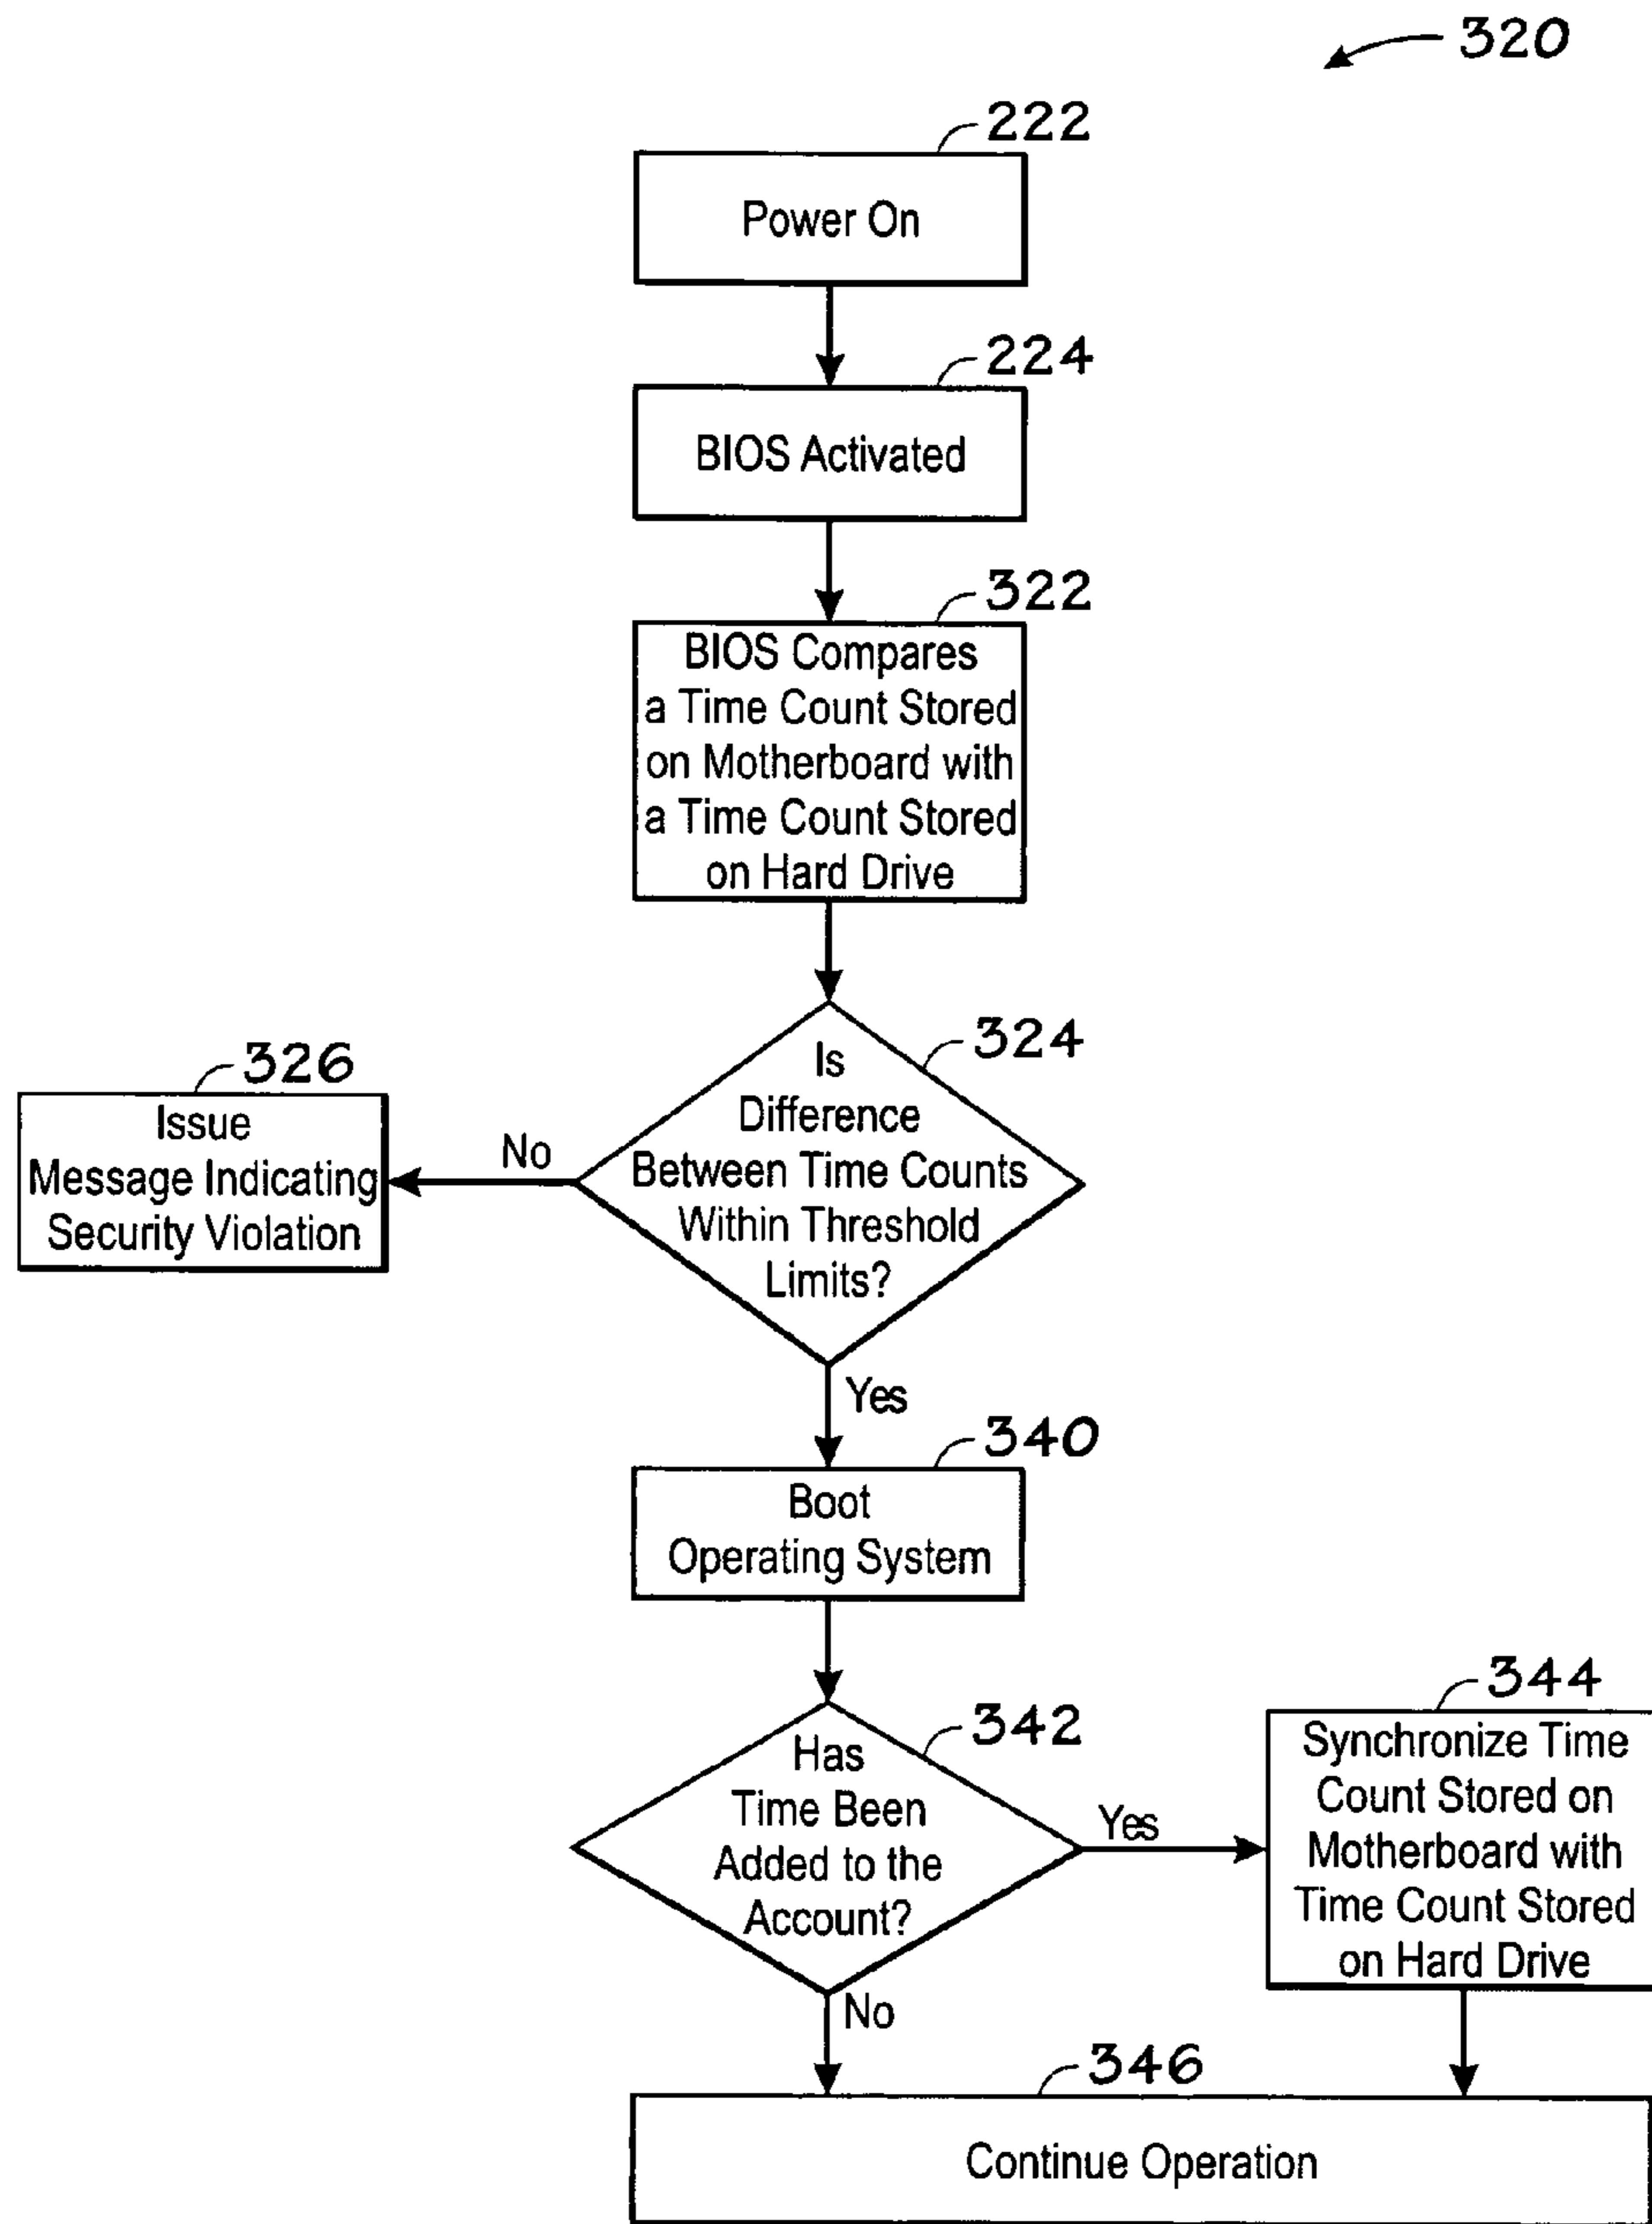 320
222
Power On
224
BIOS Activated
322
BIOS Compares
a Time Count Stored
on Motherboard with
a Time Count Stored
on Hard Drive
324
Is
Difference
Between Time Counts
Within Threshold
Limits?
No
326
Issue
Message Indicating
Security Violation
Yes
340
Boot
Operating System
342
Has
Time Been
Added to the
Account?
Yes
344
Synchronize Time
Count Stored on
Motherboard with
Time Count Stored
on Hard Drive
No
346
Continue Operation